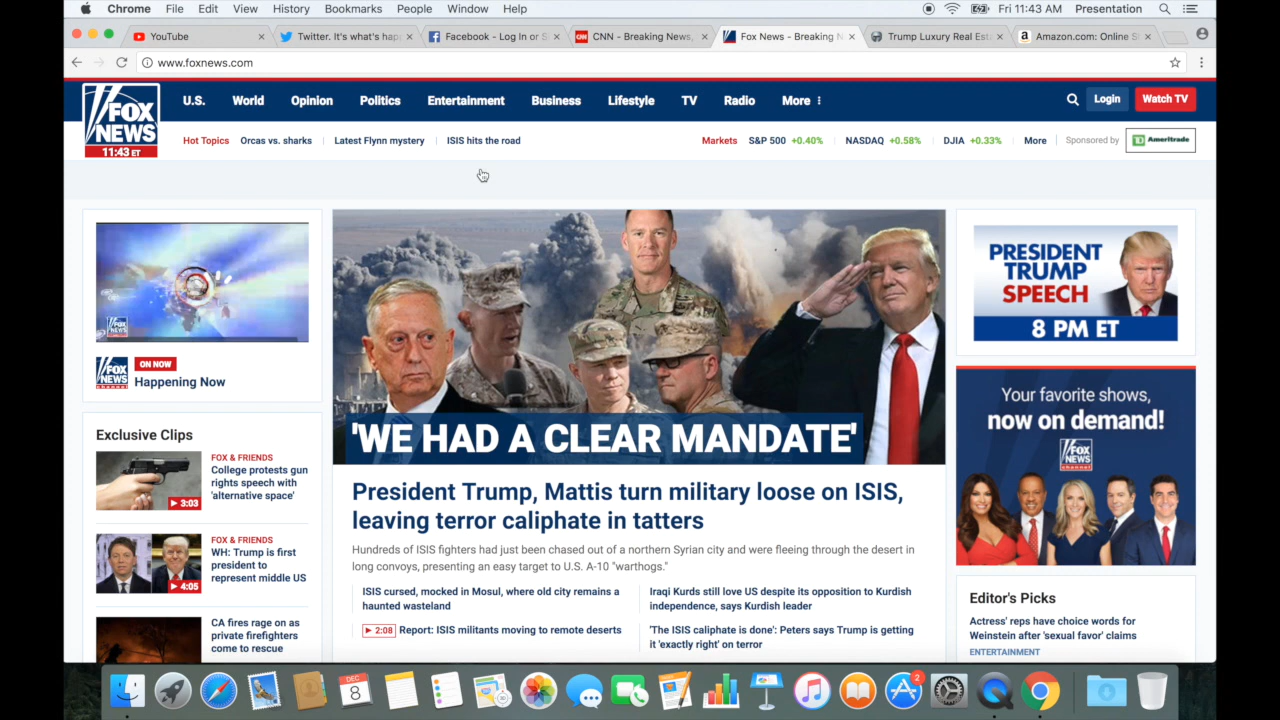 Chrome File Edit View History Bookmarks People Window Help Fri 11:43 AM Presentation
YouTube
Twitter. It's what's hap
Facebook - Log In or S
CNN - Breaking News,
Fox News - Breaking N
Trump Luxury Real Est
Amazon.com: Online S
www.foxnews.com
FOX
NEWS
11:43 ET
U.S. World Opinion Politics Entertainment Business Lifestyle TV Radio More
Login
Watch TV
Hot Topics Orcas vs. sharks Latest Flynn mystery ISIS hits the road
Markets S&P 500 +0.40% NASDAQ +0.58% DJIA +0.33% More Sponsored by TD Ameritrade
FOX
NEWS
FOX
NEWS
ON NOW
Happening Now
Exclusive Clips
3:03
FOX & FRIENDS
College protests gun
rights speech with
'alternative space'
4:05
FOX & FRIENDS
WH: Trump is first
president to
represent middle US
CA fires rage on as
private firefighters
come to rescue
'WE HAD A CLEAR MANDATE'
President Trump, Mattis turn military loose on ISIS,
leaving terror caliphate in tatters
Hundreds of ISIS fighters had just been chased out of a northern Syrian city and were fleeing through the desert in
long convoys, presenting an easy target to U.S. A-10 "warthogs."
ISIS cursed, mocked in Mosul, where old city remains a
haunted wasteland
2:08 Report: ISIS militants moving to remote deserts
Iraqi Kurds still love US despite its opposition to Kurdish
independence, says Kurdish leader
'The ISIS caliphate is done': Peters says Trump is getting
it 'exactly right' on terror
PRESIDENT
TRUMP
SPEECH
8 PM ET
Your favorite shows,
now on demand!
FOX
NEWS
channel
Editor's Picks
Actress' reps have choice words for
Weinstein after 'sexual favor' claims
ENTERTAINMENT
DEC
8
2